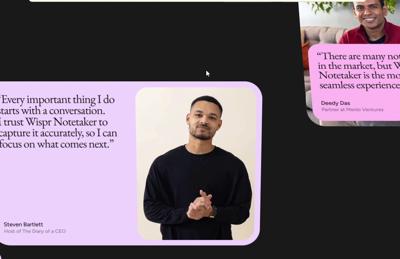 “Every important thing I do
starts with a conversation.
I trust Wispr Notetaker to
capture it accurately, so I can
focus on what comes next.”
Steven Bartlett
Host of The Diary of a CEO
“There are many
in the market, but
Notetaker is the
seamless experience
Deedy Das
Partner at Menlo Ventures